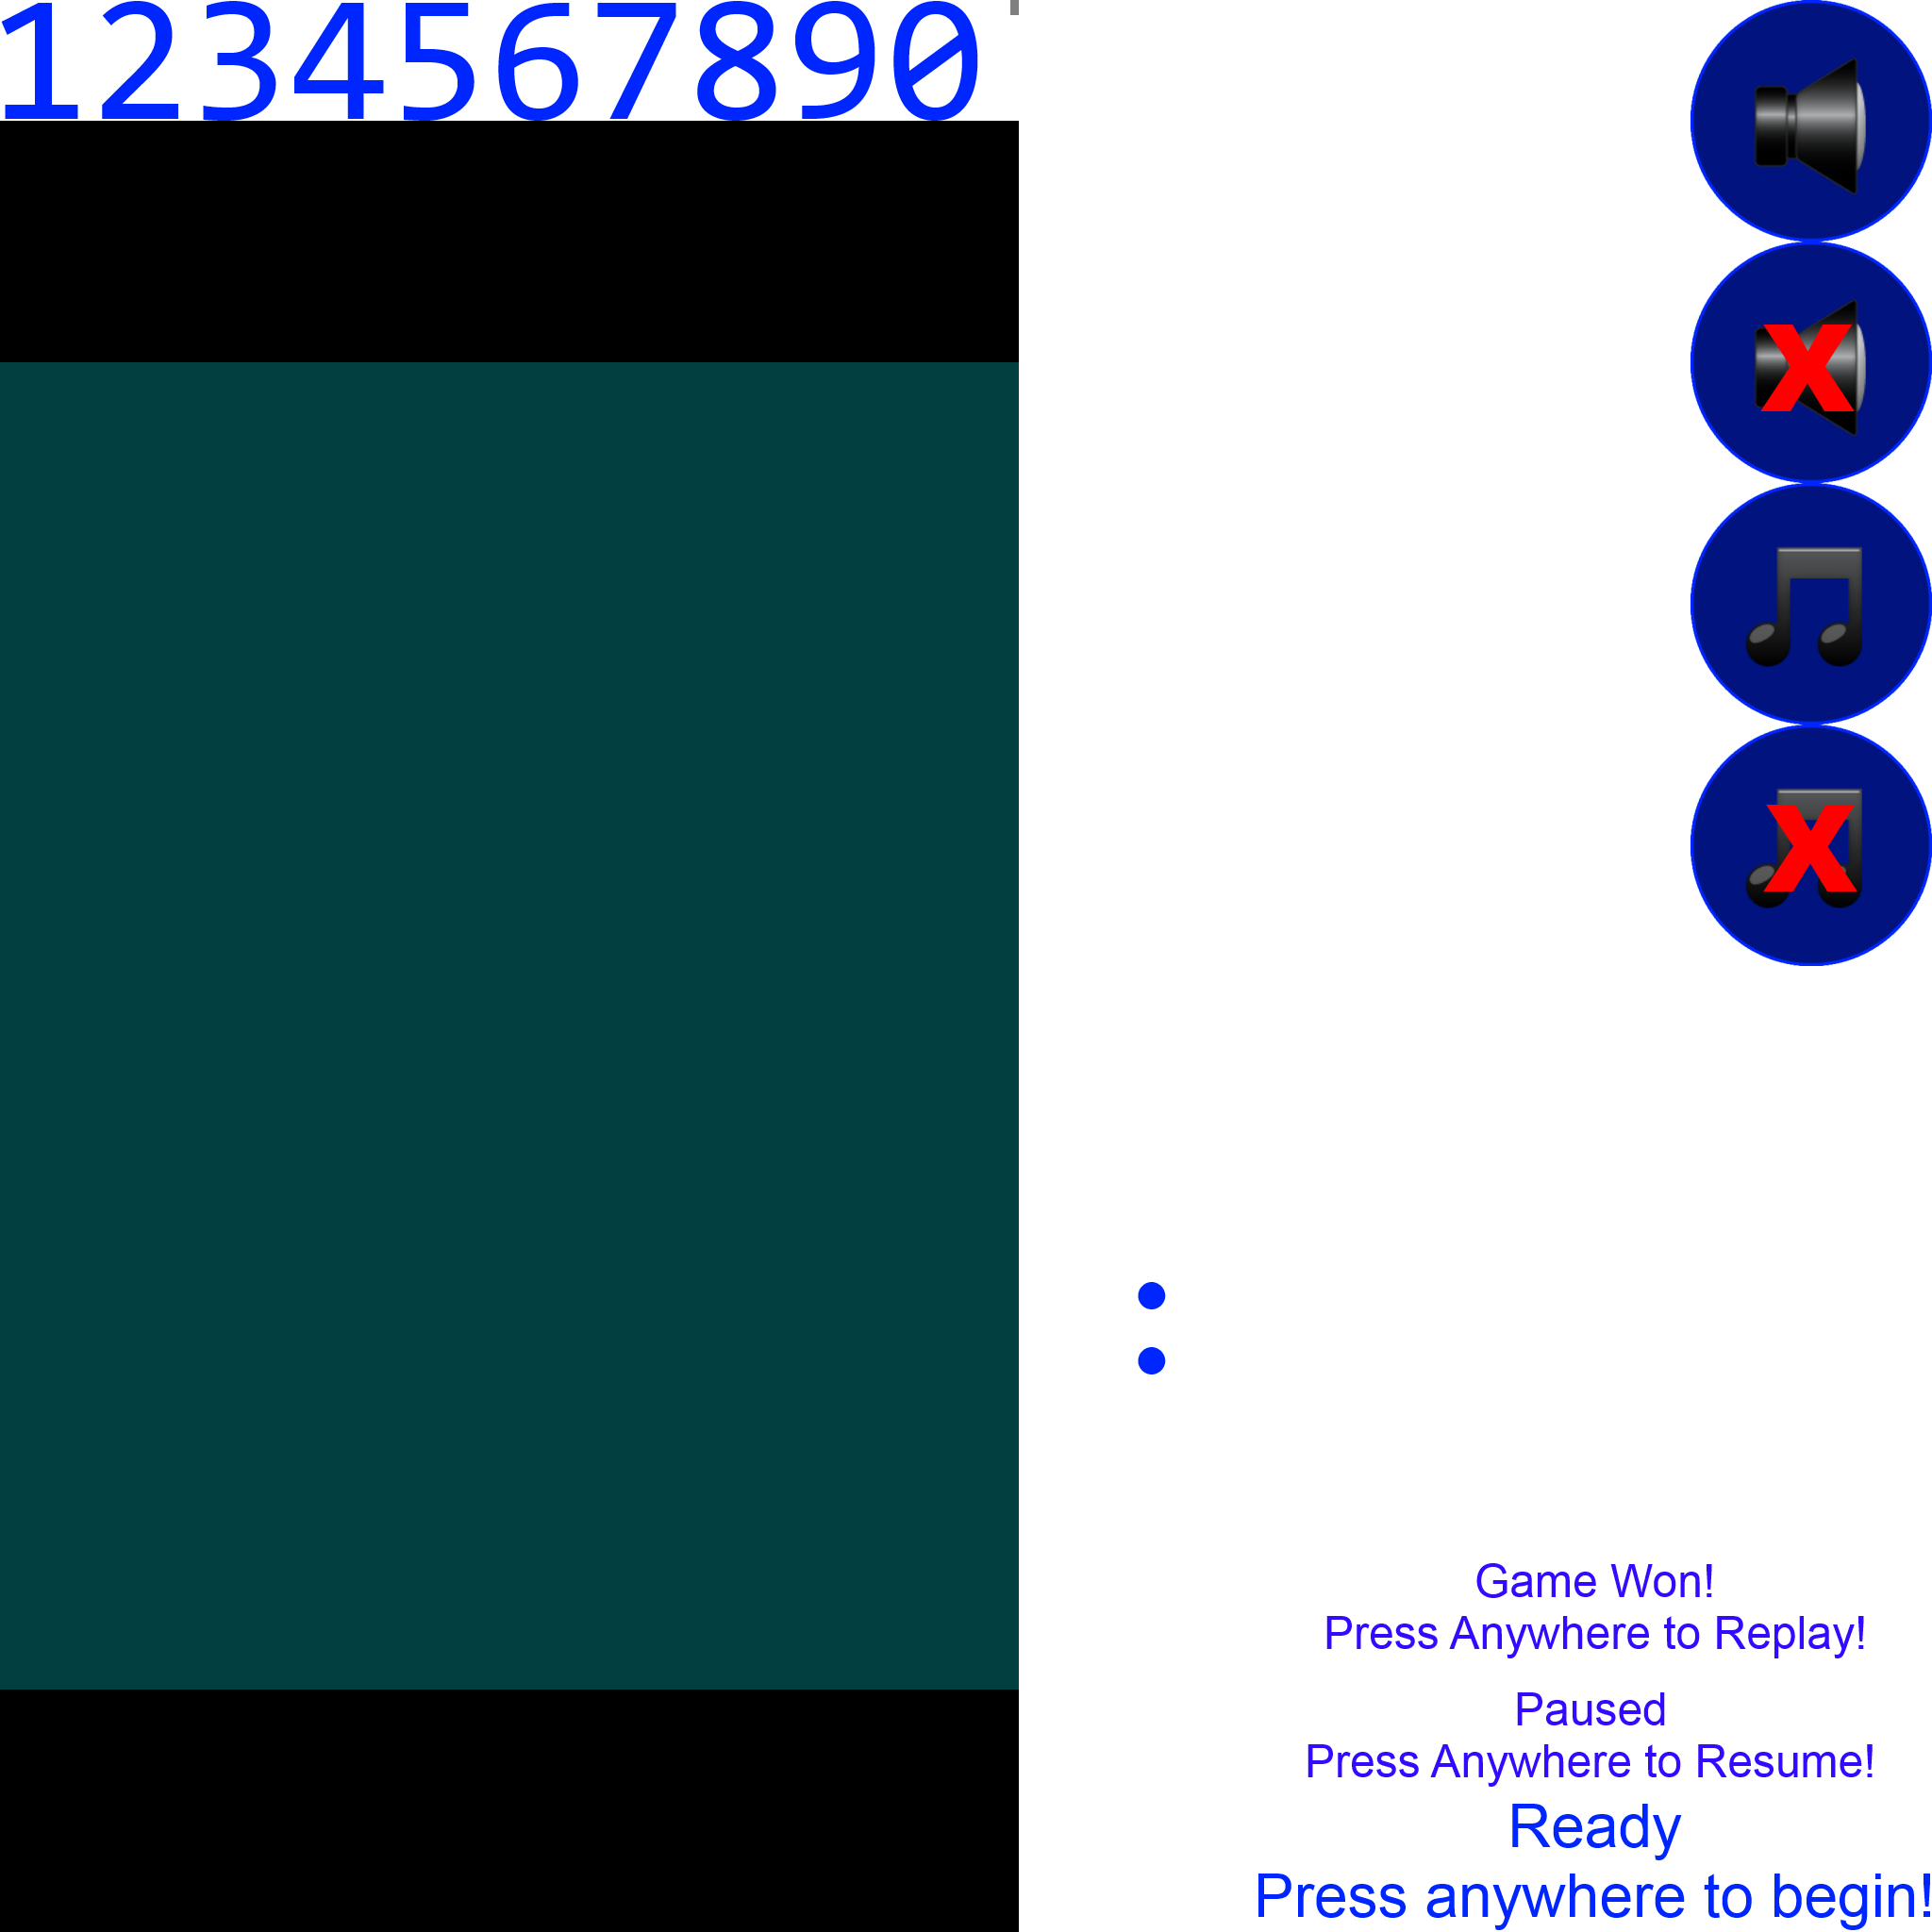 1234567890
:
Game Won!
Press Anywhere to Replay!
Paused
Press Anywhere to Resume!
Ready
Press anywhere to begin!